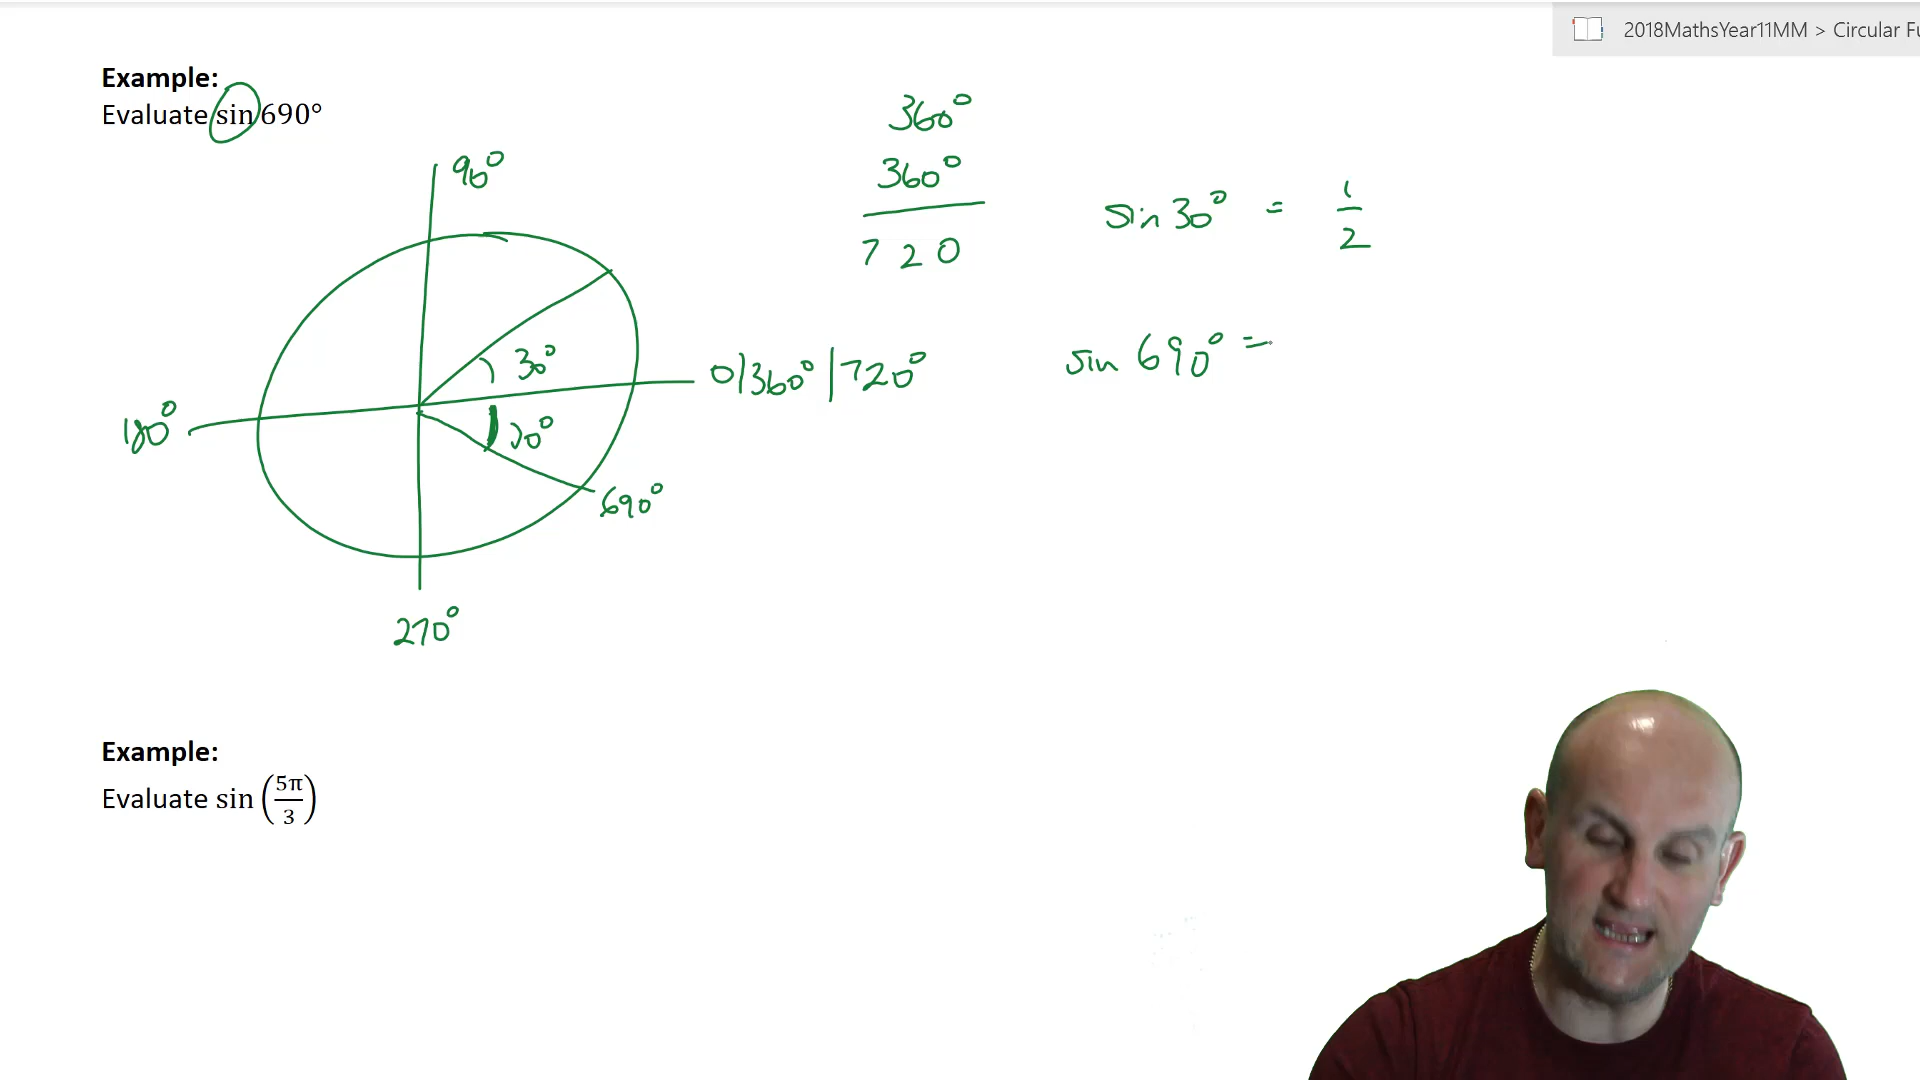 2018MathsYear11MM > Circular Fu
Example:
Evaluate sin 690°
90°
30°
0|360°|720°
180°
30°
690°
270°
360°
360°
720
sin 30° = 1/2
sin 690° =
Example:
Evaluate sin (5π/3)